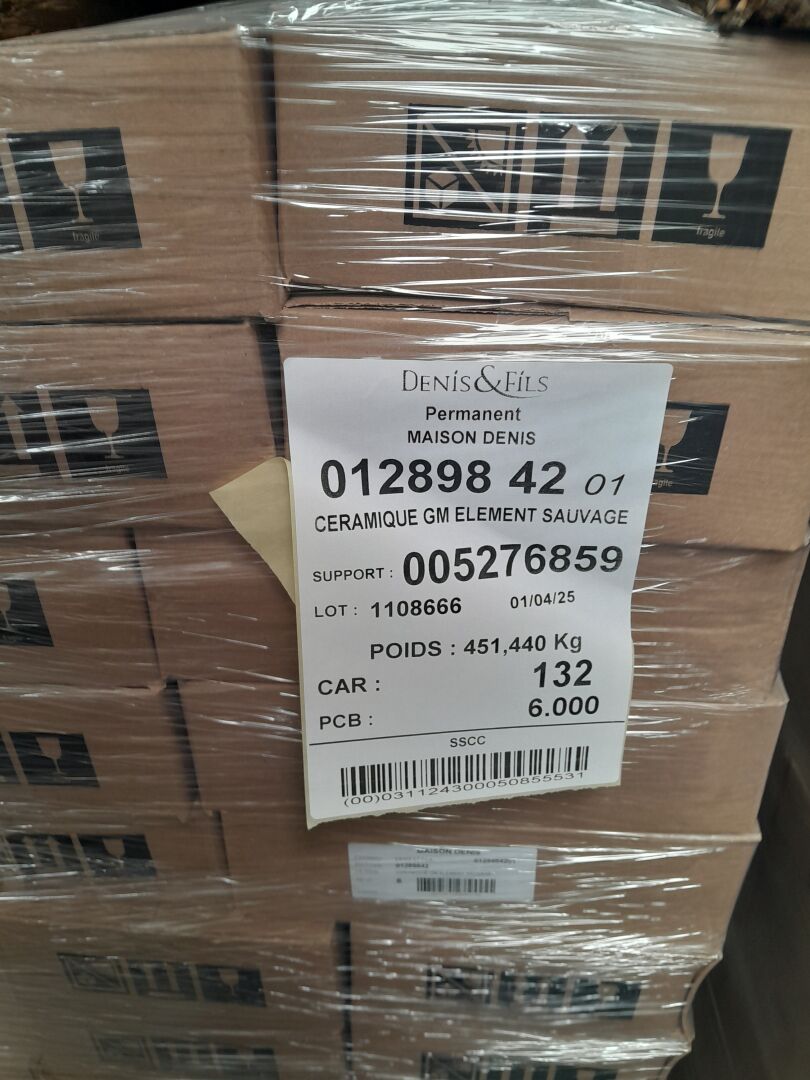 fragile
fragile
DENIS&FILS
Permanent
MAISON DENIS
012898 42 01
CERAMIQUE GM ELEMENT SAUVAGE
SUPPORT : 005276859
LOT : 1108666 01/04/25
POIDS : 451,440 Kg
CAR : 132
PCB : 6.000
SSCC
(00)031124300050855531
fragile
MAISON DENIS